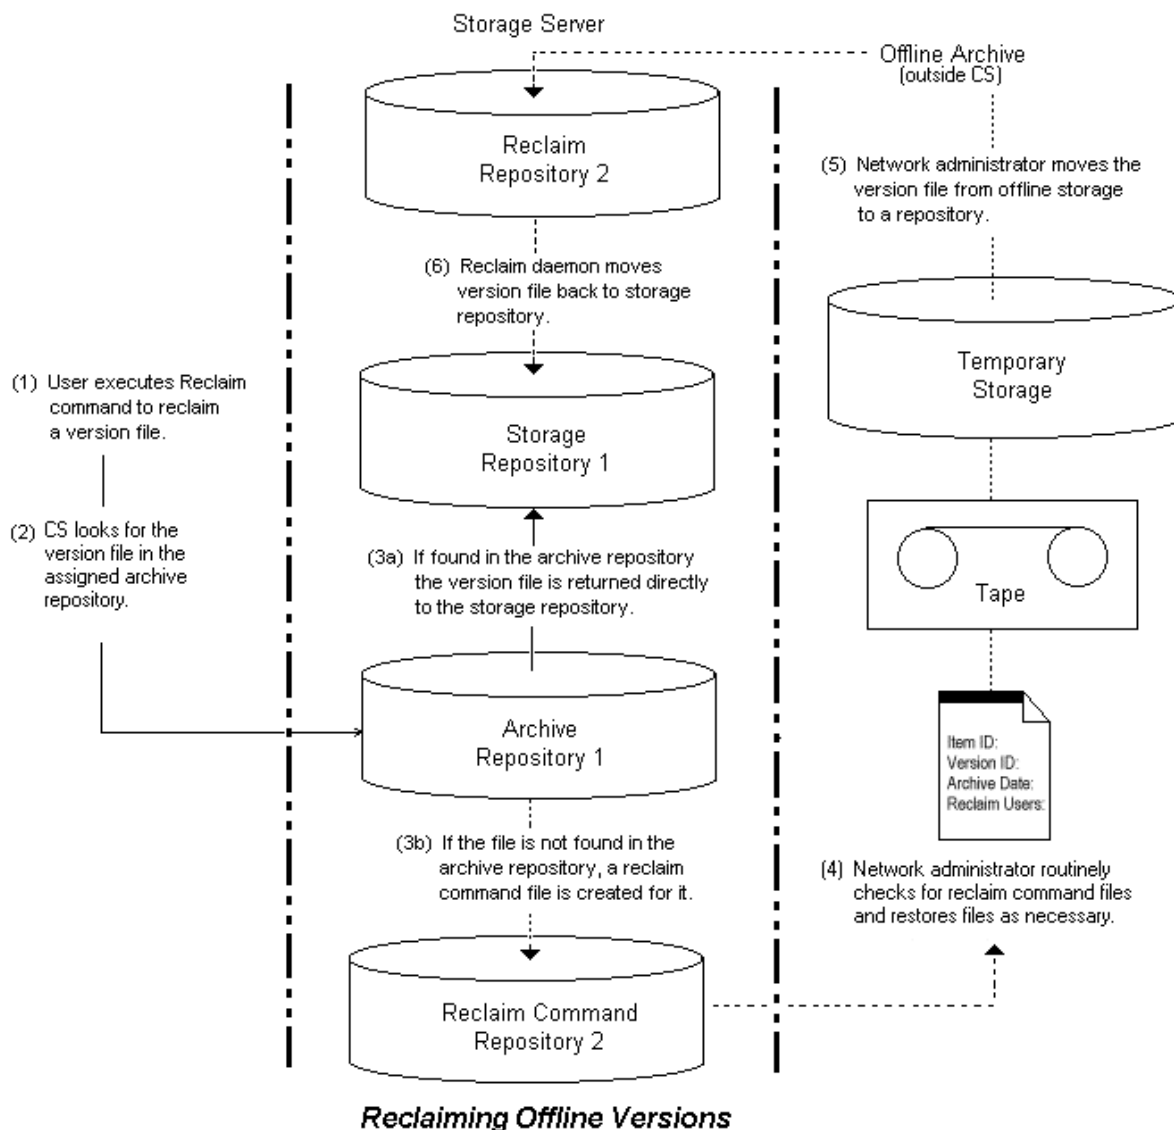 Storage Server
Offline Archive
(outside CS)
Reclaim
Repository 2
(5) Network administrator moves the
version file from offline storage
to a repository.
(6) Reclaim daemon moves
version file back to storage
repository.
Temporary
Storage
(1) User executes Reclaim
command to reclaim
a version file.
Storage
Repository 1
(2) CS looks for the
version file in the
assigned archive
repository.
(3a) If found in the archive repository
the version file is returned directly
to the storage repository.
Tape
Archive
Repository 1
Item ID:
Version ID:
Archive Date:
Reclaim Users:
(3b) If the file is not found in the
archive repository, a reclaim
command file is created for it.
(4) Network administrator routinely
checks for reclaim command files
and restores files as necessary.
Reclaim Command
Repository 2
Reclaiming Offline Versions